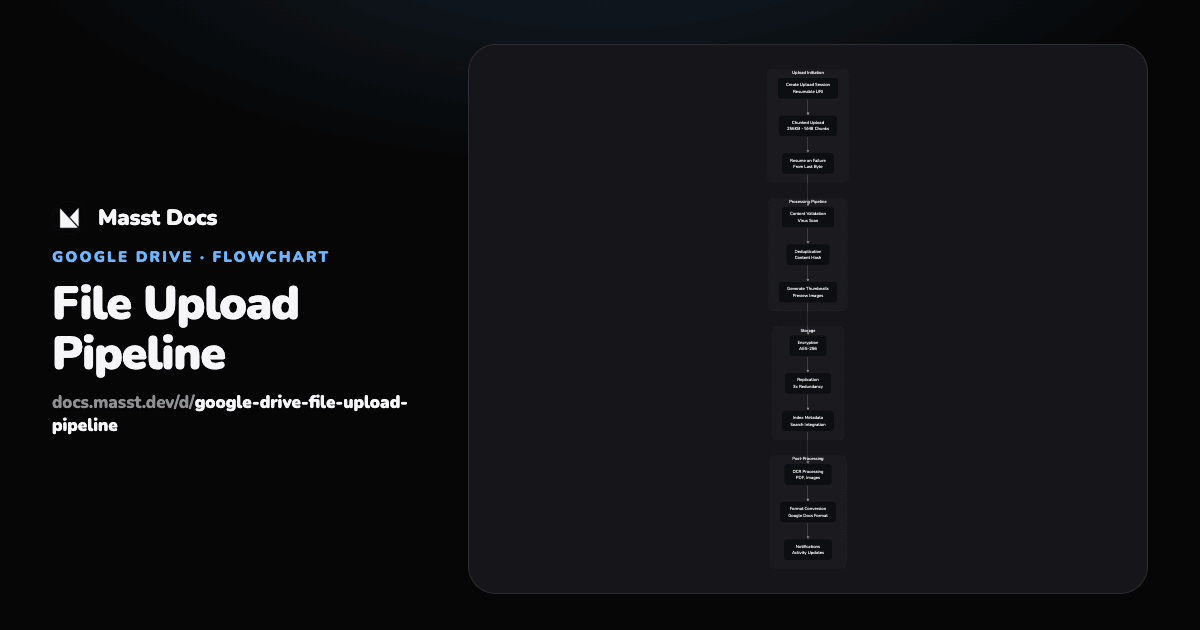 Masst Docs
GOOGLE DRIVE · FLOWCHART
File Upload
Pipeline
docs.masst.dev/d/google-drive-file-upload-
pipeline
Upload Initiation
Create Upload Session
Resumable URI
Chunked Upload
256KB - 5MB Chunks
Resume on Failure
From Last Byte
Processing Pipeline
Content Validation
Virus Scan
Deduplication
Content Hash
Generate Thumbnails
Preview Images
Storage
Encryption
AES-256
Replication
3x Redundancy
Index Metadata
Search Integration
Post-Processing
OCR Processing
PDF, Images
Format Conversion
Google Docs Format
Notifications
Activity Updates